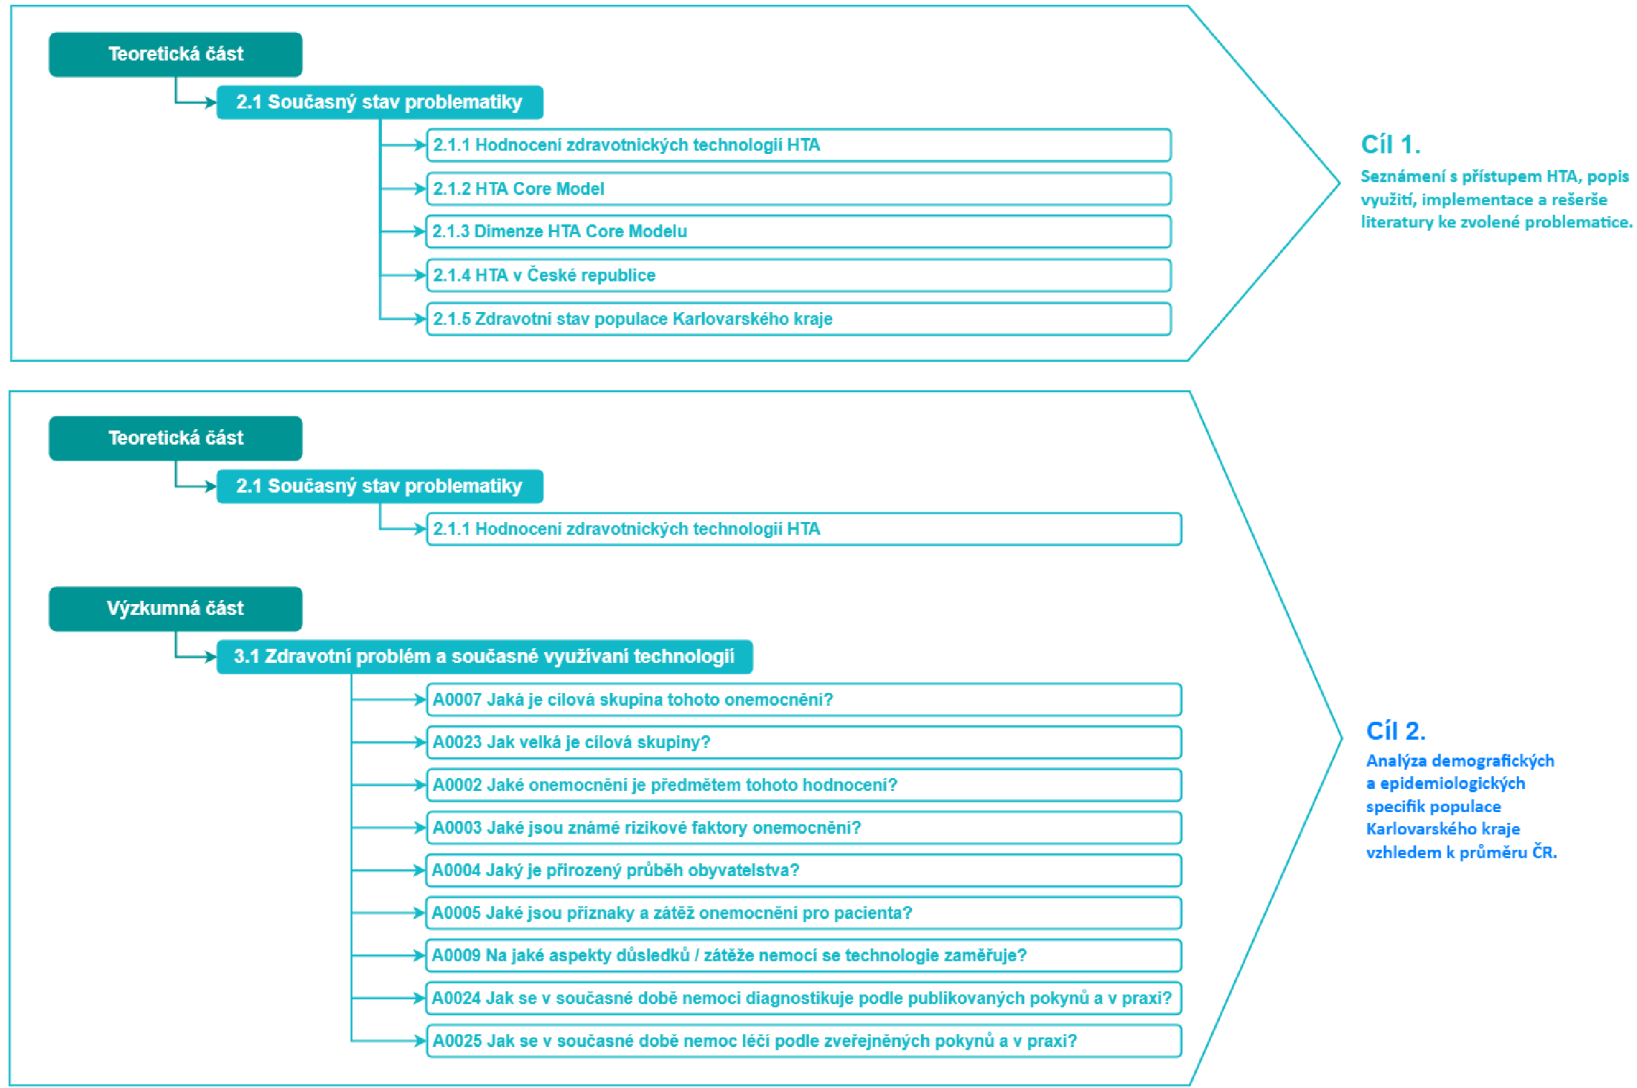 Teoretická část
2.1 Současný stav problematiky
2.1.1 Hodnocení zdravotnických technologií HTA
2.1.2 HTA Core Model
2.1.3 Dimenze HTA Core Modelu
2.1.4 HTA v České republice
2.1.5 Zdravotní stav populace Karlovarského kraje
Cíl 1.
Seznámení s přístupem HTA, popis
využití, implementace a rešerše
literatury ke zvolené problematice.
Teoretická část
2.1 Současný stav problematiky
2.1.1 Hodnocení zdravotnických technologií HTA
Výzkumná část
3.1 Zdravotní problém a současné využívaní technologií
A0007 Jaká je cílová skupina tohoto onemocnění?
A0023 Jak velká je cílová skupiny?
A0002 Jaké onemocnění je předmětem tohoto hodnocení?
A0003 Jaké jsou známé rizikové faktory onemocnění?
A0004 Jaký je přirozený průběh obyvatelstva?
A0005 Jaké jsou příznaky a zátěž onemocnění pro pacienta?
A0009 Na jaké aspekty důsledků / zátěže nemocí se technologie zaměřuje?
A0024 Jak se v současné době nemoci diagnostikuje podle publikovaných pokynů a v praxi?
A0025 Jak se v současné době nemoc léčí podle zveřejněných pokynů a v praxi?
Cíl 2.
Analýza demografických
a epidemiologických
specifik populace
Karlovarského kraje
vzhledem k průměru ČR.